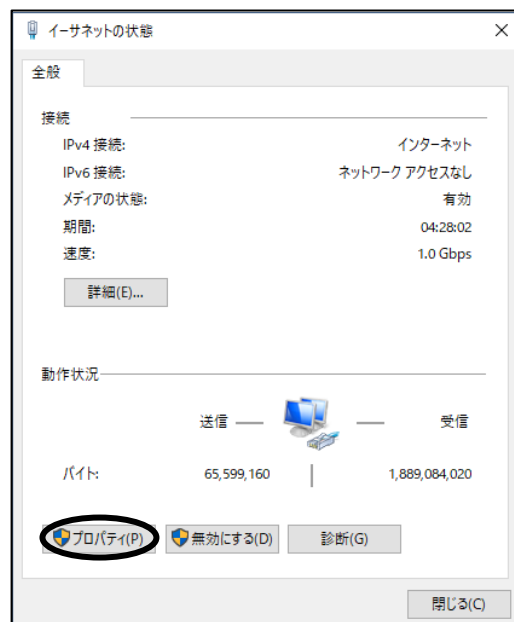 イーサネットの状態
全般
接続
IPv4 接続: インターネット
IPv6 接続: ネットワーク アクセスなし
メディアの状態: 有効
期間: 04:28:02
速度: 1.0 Gbps
詳細(E)...
動作状況
送信 受信
バイト: 65,599,160 1,889,084,020
プロパティ(P) 無効にする(D) 診断(G)
閉じる(C)